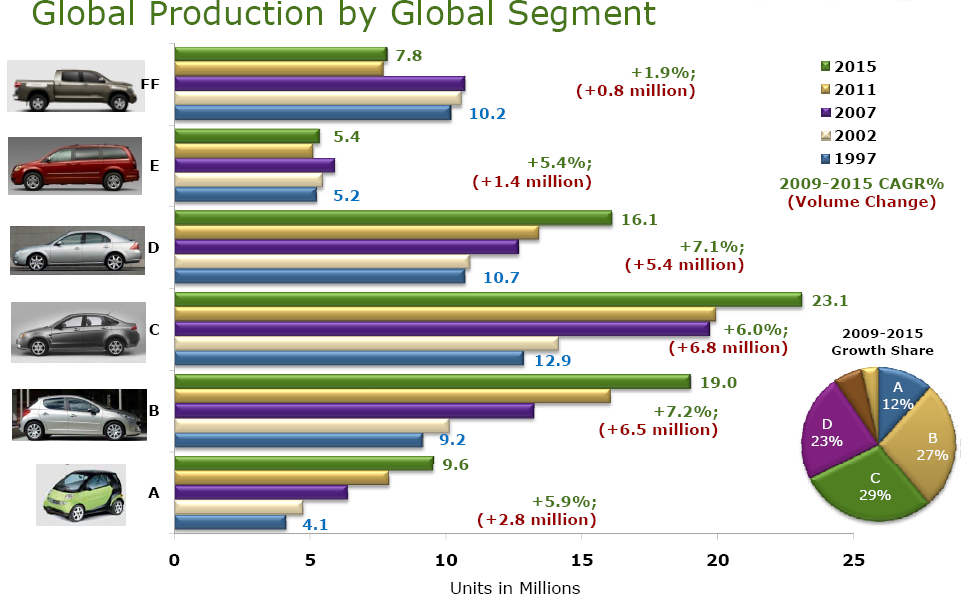 Global Production by Global Segment
FF
7.8
10.2
+1.9%;
(+0.8 million)
2015
2011
2007
2002
1997
2009-2015 CAGR%
(Volume Change)
E
5.4
5.2
+5.4%;
(+1.4 million)
D
16.1
10.7
+7.1%;
(+5.4 million)
C
23.1
12.9
+6.0%;
(+6.8 million)
2009-2015
Growth Share
A
12%
B
27%
C
29%
D
23%
B
19.0
9.2
+7.2%;
(+6.5 million)
A
9.6
4.1
+5.9%;
(+2.8 million)
0 5 10 15 20 25
Units in Millions